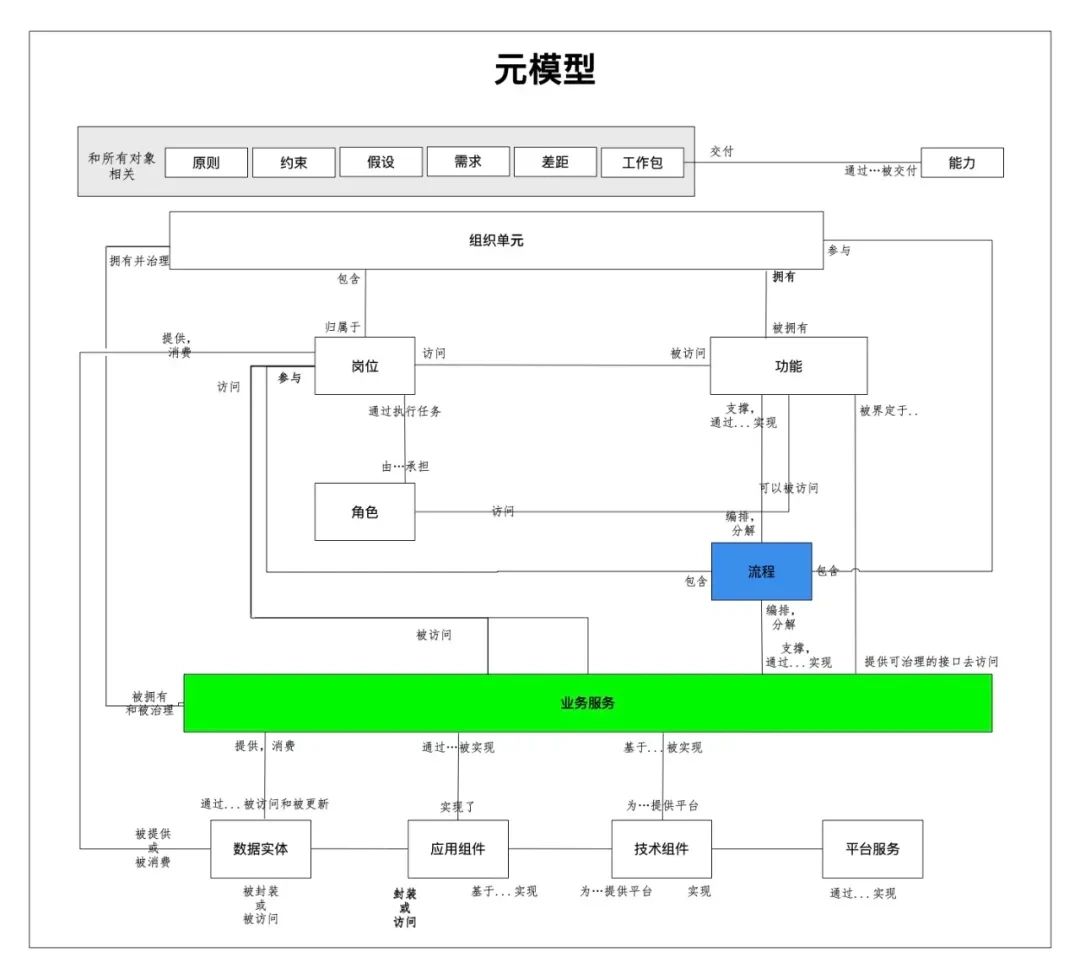 元模型
和所有对象
相关
原则
约束
假设
需求
差距
工作包
交付
通过…被交付
能力
组织单元
拥有并治理
参与
包含
拥有
归属于
被拥有
提供,
消费
岗位
访问
被访问
功能
访问
参与
通过执行任务
支撑,
通过...实现
被界定于..
由…承担
可以被访问
角色
访问
编排,
分解
流程
包含
包含
编排,
分解
被访问
支撑,
通过...实现
提供可治理的接口去访问
被拥有
和被治理
业务服务
提供,消费
通过…被实现
基于...被实现
通过...被访问和被更新
实现了
为…提供平台
被提供
或
被消费
数据实体
应用组件
技术组件
平台服务
被封装
或
被访问
封装
或
访问
基于...实现
为…提供平台
实现
通过...实现